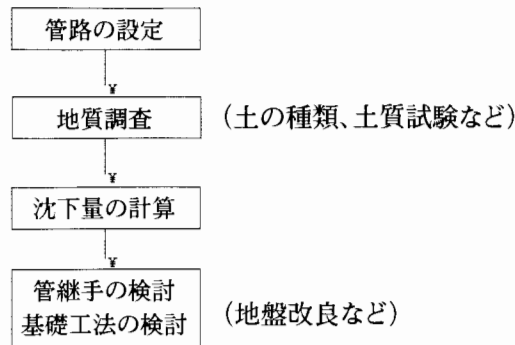 管路の設定
地質調査 (土の種類、土質試験など)
沈下量の計算
管継手の検討
基礎工法の検討 (地盤改良など)